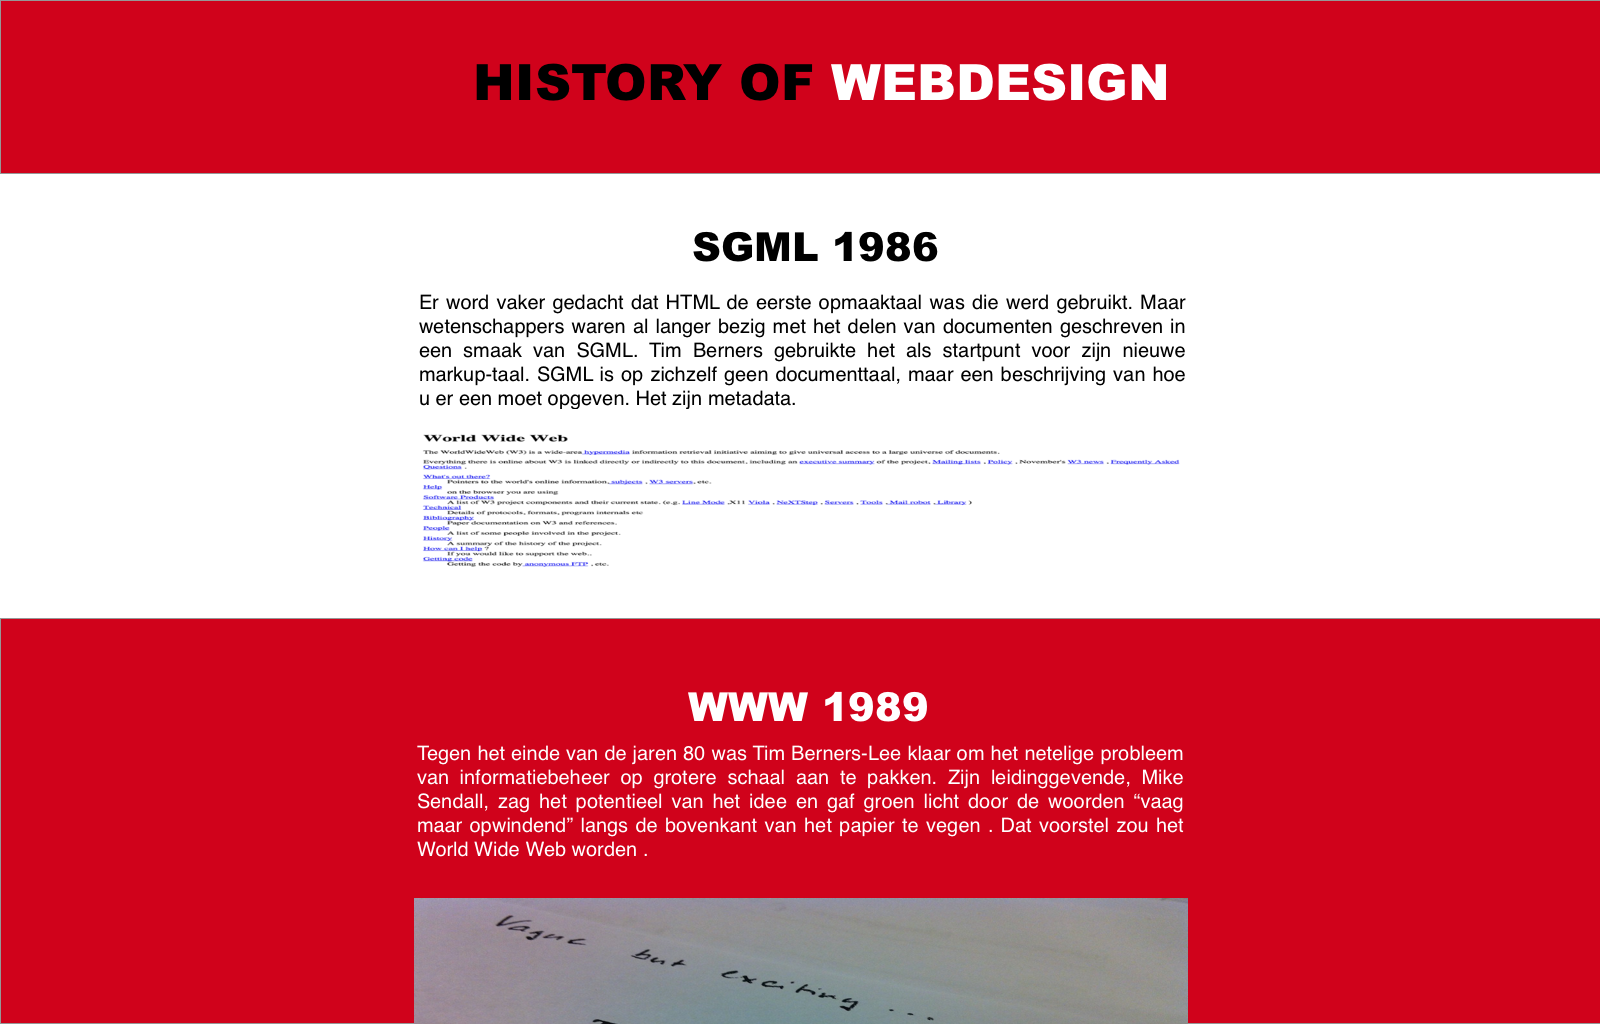 HISTORY OF WEBDESIGN
SGML 1986
Er word vaker gedacht dat HTML de eerste opmaaktaal was die werd gebruikt. Maar
wetenschappers waren al langer bezig met het delen van documenten geschreven in
een smaak van SGML. Tim Berners gebruikte het als startpunt voor zijn nieuwe
markup-taal. SGML is op zichzelf geen documenttaal, maar een beschrijving van hoe
u er een moet opgeven. Het zijn metadata.
World Wide Web
The WorldWideWeb (W3) is a wide-area hypermedia information retrieval initiative aiming to give universal access to a large universe of documents.
Everything there is online about W3 is linked directly or indirectly to this document, including an executive summary of the project, Mailing lists , Policy , November's W3 news , Frequently Asked
Questions .
What's out there?
Pointers to the world's online information, subjects , W3 servers, etc.
Help
on the browser you are using
Software Products
A list of W3 project components and their current state. (e.g. Line Mode ,X11 Viola , NeXTStep , Servers , Tools , Mail robot , Library )
Technical
Details of protocols, formats, program internals etc
Bibliography
Paper documentation on W3 and references.
People
A list of some people involved in the project.
History
A summary of the history of the project.
How can I help ?
If you would like to support the web..
Getting code
Getting the code by anonymous FTP , etc.
WWW 1989
Tegen het einde van de jaren 80 was Tim Berners-Lee klaar om het netelige probleem
van informatiebeheer op grotere schaal aan te pakken. Zijn leidinggevende, Mike
Sendall, zag het potentieel van het idee en gaf groen licht door de woorden “vaag
maar opwindend” langs de bovenkant van het papier te vegen . Dat voorstel zou het
World Wide Web worden .
Vague but exciting ...